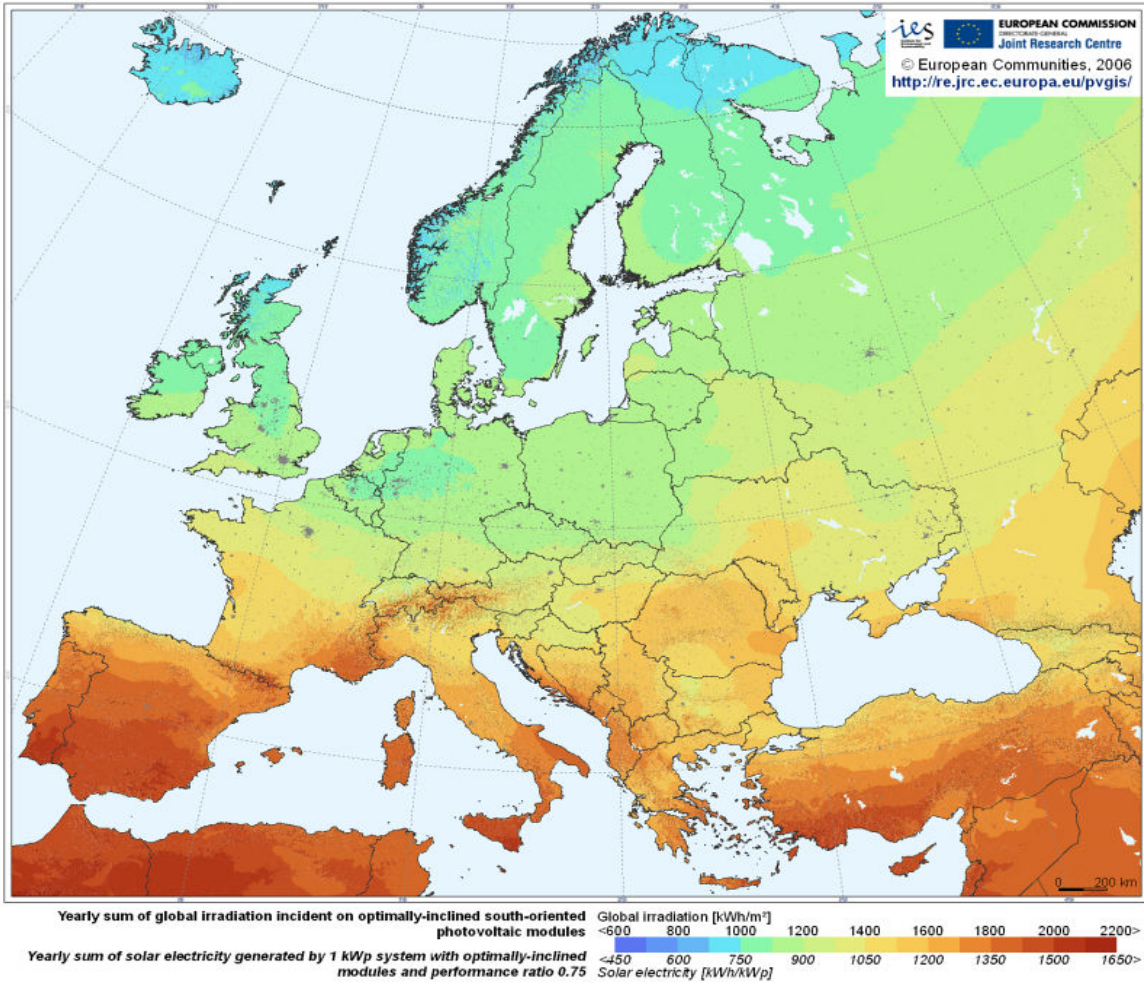 ies
EUROPEAN COMMISSION
DIRECTORATE-GENERAL
Joint Research Centre
© European Communities, 2006
http://re.jrc.ec.europa.eu/pvgis/
0 200 km
Yearly sum of global irradiation incident on optimally-inclined south-oriented
photovoltaic modules
Global irradiation [kWh/m²]
<600 800 1000 1200 1400 1600 1800 2000 2200>
<450 600 750 900 1050 1200 1350 1500 1650>
Yearly sum of solar electricity generated by 1 kWp system with optimally-inclined
modules and performance ratio 0.75
Solar electricity [kWh/kWp]